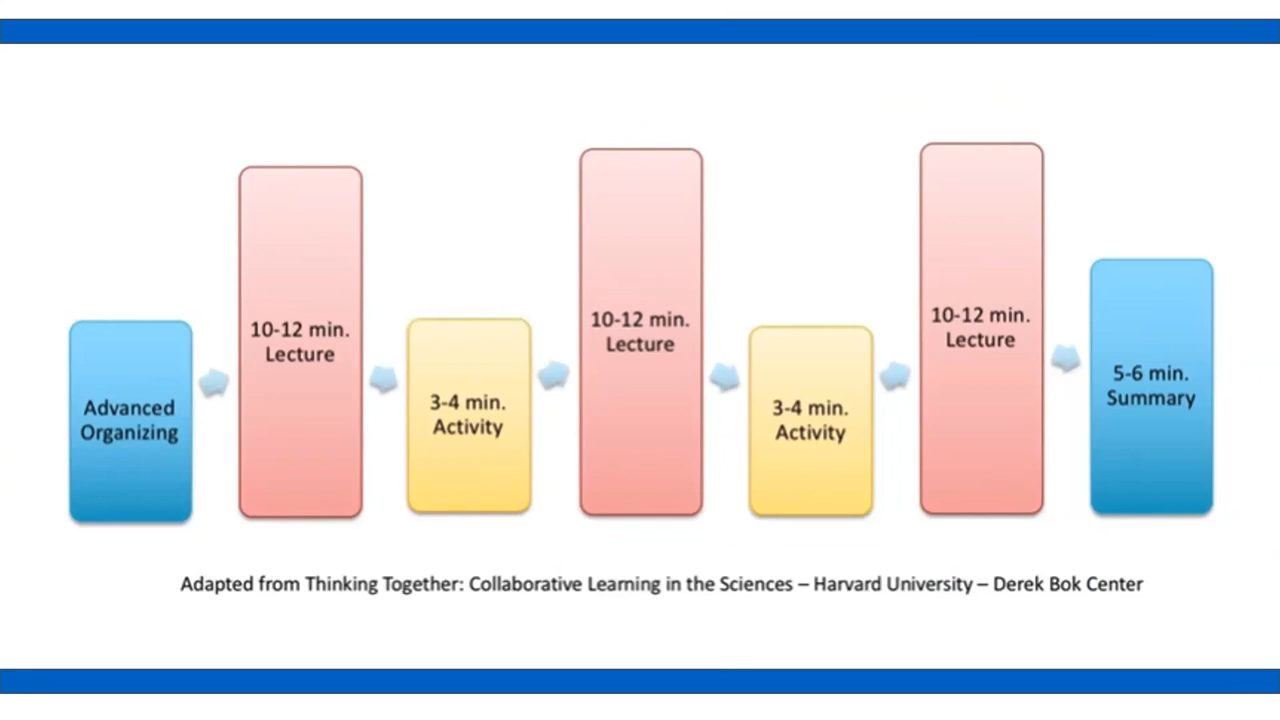 Advanced
Organizing
10-12 min.
Lecture
3-4 min.
Activity
10-12 min.
Lecture
3-4 min.
Activity
10-12 min.
Lecture
5-6 min.
Summary
Adapted from Thinking Together: Collaborative Learning in the Sciences – Harvard University – Derek Bok Center